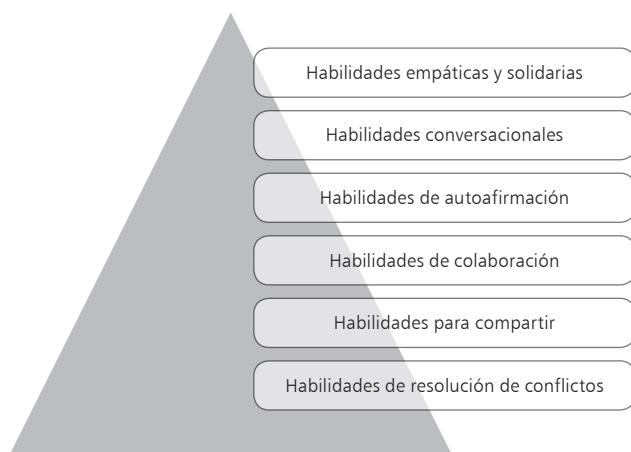 Habilidades empáticas y solidarias
Habilidades conversacionales
Habilidades de autoafirmación
Habilidades de colaboración
Habilidades para compartir
Habilidades de resolución de conflictos